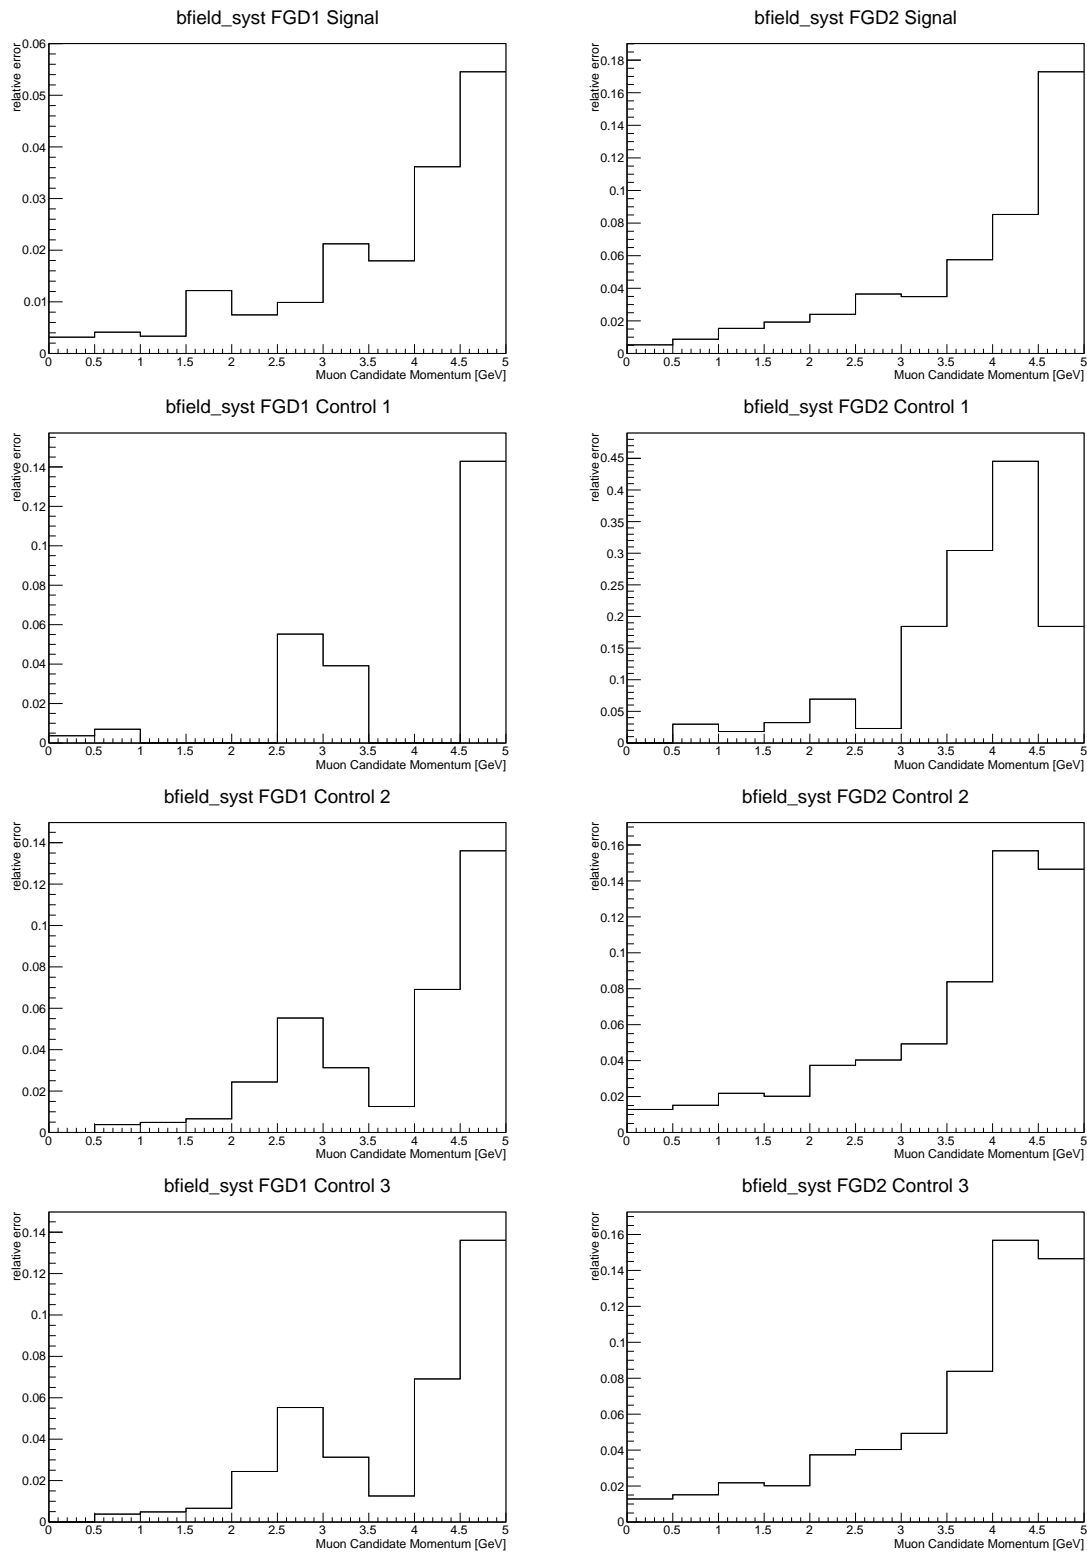 bfield_syst FGD1 Signal
relative error
0.06
0.05
0.04
0.03
0.02
0.01
0
0 0.5 1 1.5 2 2.5 3 3.5 4 4.5 5
Muon Candidate Momentum [GeV]
bfield_syst FGD2 Signal
relative error
0.18
0.16
0.14
0.12
0.1
0.08
0.06
0.04
0.02
0
0 0.5 1 1.5 2 2.5 3 3.5 4 4.5 5
Muon Candidate Momentum [GeV]
bfield_syst FGD1 Control 1
relative error
0.14
0.12
0.1
0.08
0.06
0.04
0.02
0
0 0.5 1 1.5 2 2.5 3 3.5 4 4.5 5
Muon Candidate Momentum [GeV]
bfield_syst FGD2 Control 1
relative error
0.45
0.4
0.35
0.3
0.25
0.2
0.15
0.1
0.05
0
0 0.5 1 1.5 2 2.5 3 3.5 4 4.5 5
Muon Candidate Momentum [GeV]
bfield_syst FGD1 Control 2
relative error
0.14
0.12
0.1
0.08
0.06
0.04
0.02
0
0 0.5 1 1.5 2 2.5 3 3.5 4 4.5 5
Muon Candidate Momentum [GeV]
bfield_syst FGD2 Control 2
relative error
0.16
0.14
0.12
0.1
0.08
0.06
0.04
0.02
0
0 0.5 1 1.5 2 2.5 3 3.5 4 4.5 5
Muon Candidate Momentum [GeV]
bfield_syst FGD1 Control 3
relative error
0.14
0.12
0.1
0.08
0.06
0.04
0.02
0
0 0.5 1 1.5 2 2.5 3 3.5 4 4.5 5
Muon Candidate Momentum [GeV]
bfield_syst FGD2 Control 3
relative error
0.16
0.14
0.12
0.1
0.08
0.06
0.04
0.02
0
0 0.5 1 1.5 2 2.5 3 3.5 4 4.5 5
Muon Candidate Momentum [GeV]